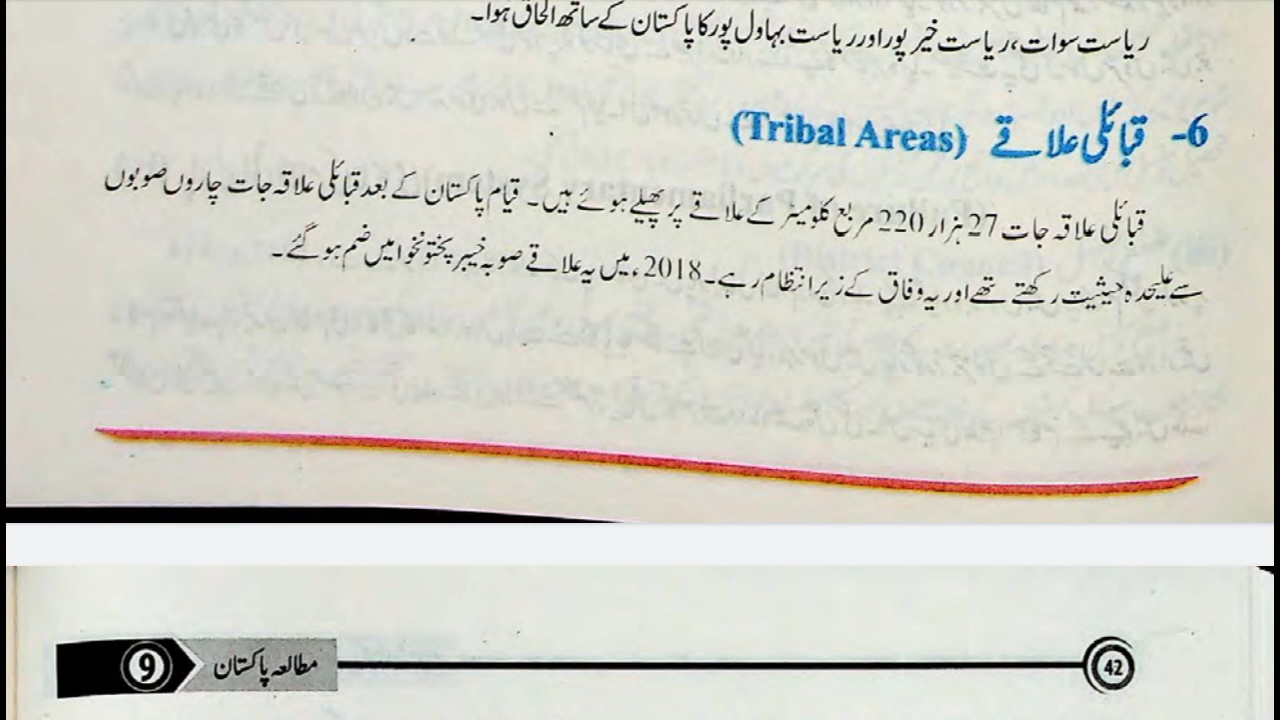 ریاست سوات، ریاست خیر پور اور ریاست بہاول پور کا پاکستان کے ساتھ الحاق ہوا۔
6- قبائلی علاقے (Tribal Areas)
قبائلی علاقہ جات 27 ہزار 220 مربع کلومیٹر کے علاقے پر پھیلے ہوئے ہیں۔ قیام پاکستان کے بعد قبائلی علاقہ جات چاروں صوبوں
سے علیحدہ حیثیت رکھتے تھے اور یہ وفاق کے زیر انتظام رہے۔ 2018ء میں یہ علاقے صوبہ خیبر پختونخوا میں ضم ہو گئے۔
42 مطالعہ پاکستان 9